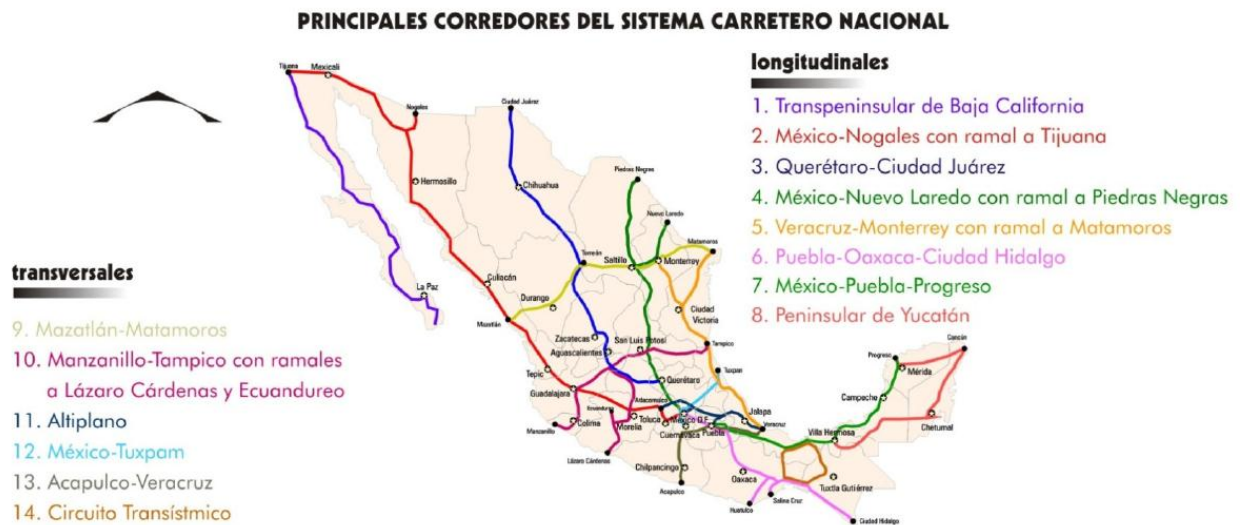 PRINCIPALES CORREDORES DEL SISTEMA CARRETERO NACIONAL
longitudinales
1. Transpeninsular de Baja California
2. México-Nogales con ramal a Tijuana
3. Querétaro-Ciudad Juárez
4. México-Nuevo Laredo con ramal a Piedras Negras
5. Veracruz-Monterrey con ramal a Matamoros
6. Puebla-Oaxaca-Ciudad Hidalgo
7. México-Puebla-Progreso
8. Peninsular de Yucatán
transversales
9. Mazatlán-Matamoros
10. Manzanillo-Tampico con ramales
a Lázaro Cárdenas y Ecuandureo
11. Altiplano
12. México-Tuxpam
13. Acapulco-Veracruz
14. Circuito Transístmico
Tijuana
Mexicali
Nogales
Ciudad Juárez
Hermosillo
Chihuahua
Piedras Negras
Nuevo Laredo
Matamoros
Monterrey
Saltillo
Torreón
Culiacán
La Paz
Durango
Mazatlán
Ciudad
Victoria
Zacatecas
San Luis Potosí
Aguascalientes
Tampico
Tuxpan
Tepic
Querétaro
Guadalajara
Atlacomulco
Jalapa
Manzanillo
Colima
Morelia
Toluca
México D.F.
Veracruz
Cuernavaca
Puebla
Lázaro Cárdenas
Chilpancingo
Acapulco
Oaxaca
Huatulco
Salina Cruz
Tuxtla Gutiérrez
Ciudad Hidalgo
Villa Hermosa
Campeche
Progreso
Mérida
Cancún
Chetumal